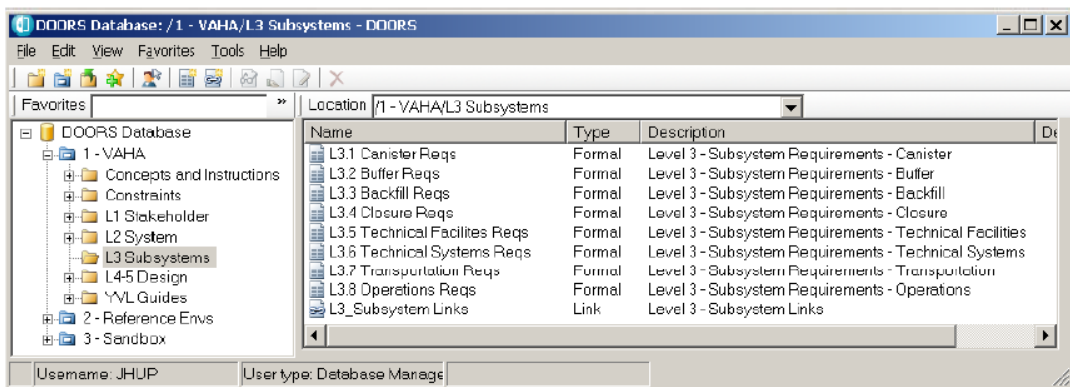 DOORS Database: /1 - VAHA/L3 Subsystems - DOORS
File Edit View Favorites Tools Help
Favorites » Location /1 - VAHA/L3 Subsystems
DOORS Database
1 - VAHA
Concepts and Instructions
Constraints
L1 Stakeholder
L2 System
L3 Subsystems
L4-5 Design
YVL Guides
2 - Reference Envs
3 - Sandbox
Name Type Description De
L3.1 Canister Reqs Formal Level 3 - Subsystem Requirements - Canister
L3.2 Buffer Reqs Formal Level 3 - Subsystem Requirements - Buffer
L3.3 Backfill Reqs Formal Level 3 - Subsystem Requirements - Backfill
L3.4 Closure Reqs Formal Level 3 - Subsystem Requirements - Closure
L3.5 Technical Facilites Reqs Formal Level 3 - Subsystem Requirements - Technical Facilities
L3.6 Technical Systems Reqs Formal Level 3 - Subsystem Requirements - Technical Systems
L3.7 Transportation Reqs Formal Level 3 - Subsystem Requirements - Transportation
L3.8 Operations Reqs Formal Level 3 - Subsystem Requirements - Operations
L3_Subsystem Links Link Level 3 - Subsystem Links
Username: JHUP User type: Database Manage